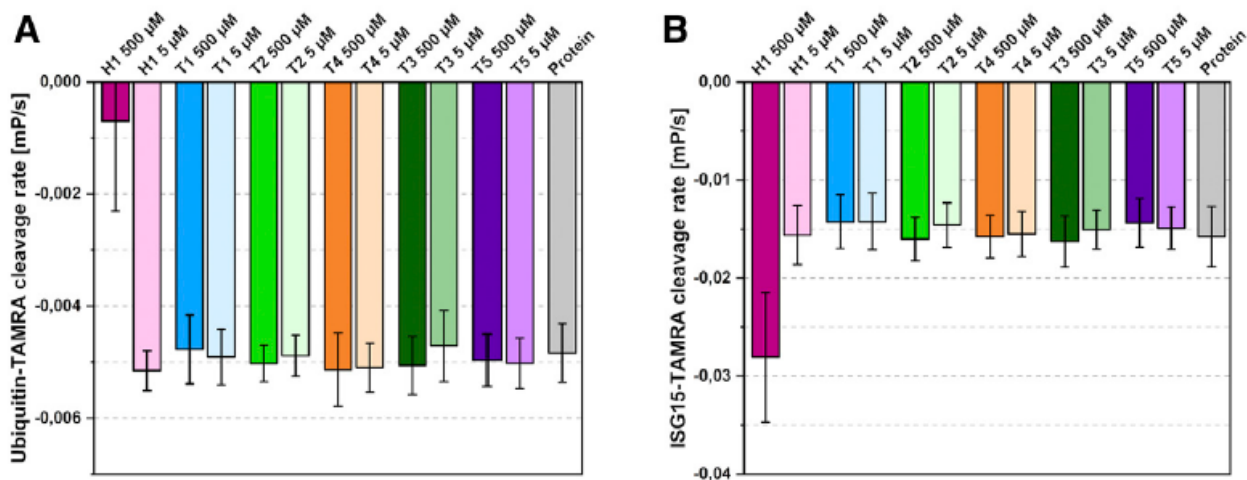 A
H1 500 µM
H1 5 µM
T1 500 µM
T1 5 µM
T2 500 µM
T2 5 µM
T4 500 µM
T4 5 µM
T3 500 µM
T3 5 µM
T5 500 µM
T5 5 µM
Protein
0,000
-0,002
-0,004
-0,006
Ubiquitin-TAMRA cleavage rate [mP/s]
B
H1 500 µM
H1 5 µM
T1 500 µM
T1 5 µM
T2 500 µM
T2 5 µM
T4 500 µM
T4 5 µM
T3 500 µM
T3 5 µM
T5 500 µM
T5 5 µM
Protein
0,00
-0,01
-0,02
-0,03
-0,04
ISG15-TAMRA cleavage rate [mP/s]